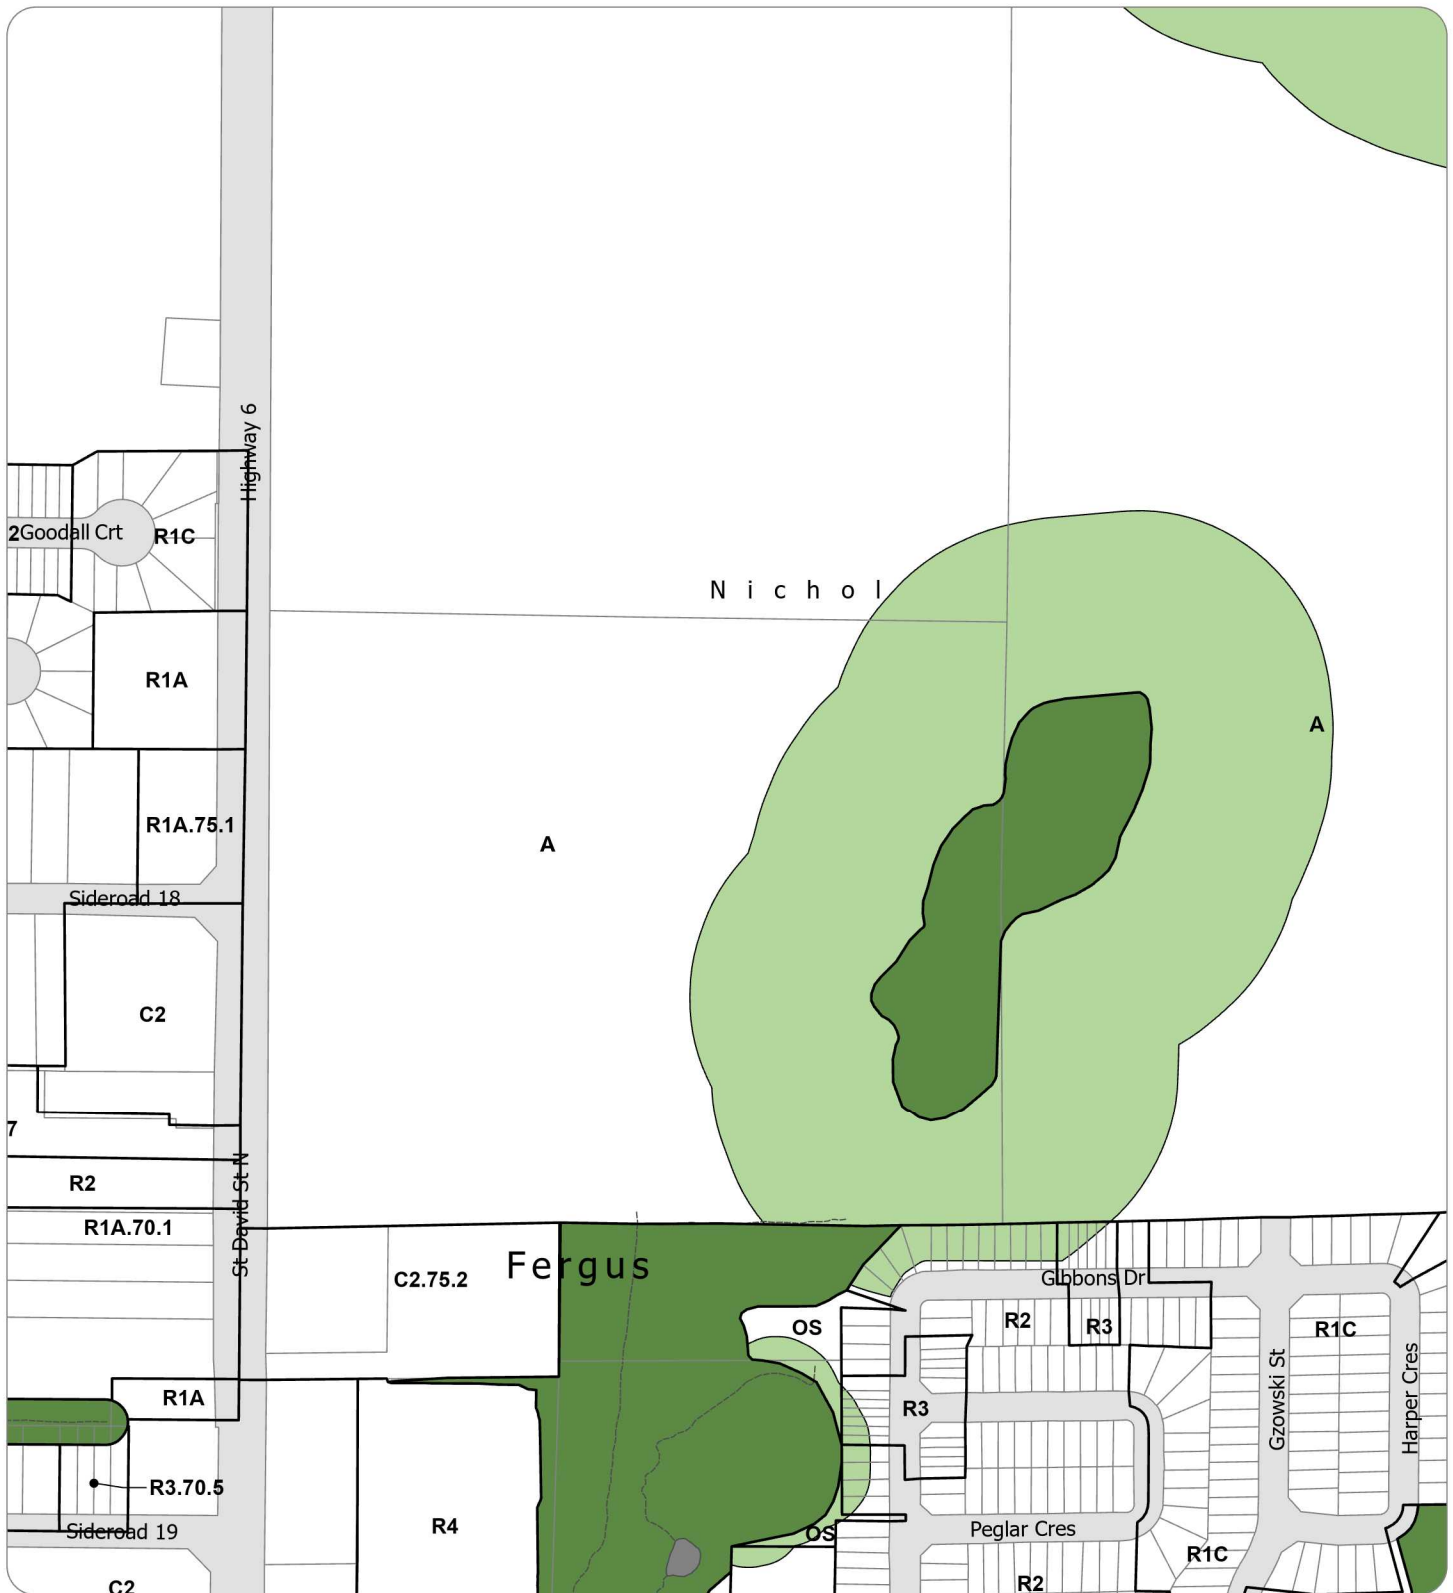 Highway 6
2
Goodall Crt
R1C
Nichol
R1A
A
R1A.75.1
A
Sideroad 18
C2
7
R2
St David St N
R1A.70.1
Fergus
C2.75.2
Gibbons Dr
OS
R2
R3
R1C
R1A
R3
Gzowski St
Harper Cres
R3.70.5
R4
Sideroad 19
OS
Peglar Cres
R1C
C2
R2